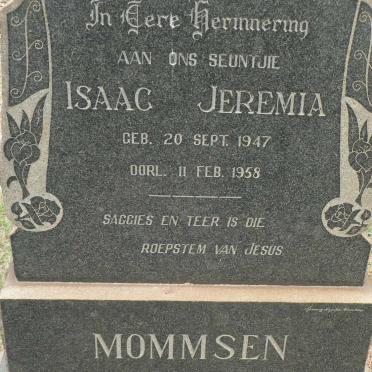 In Tere Herinnering
AAN ONS SEUNTJIE
ISAAC JEREMIA
GEB. 20 SEPT. 1947
OORL. 11 FEB. 1958
SAGGIES EN TEER IS DIE
ROEPSTEM VAN JESUS
MOMMSEN